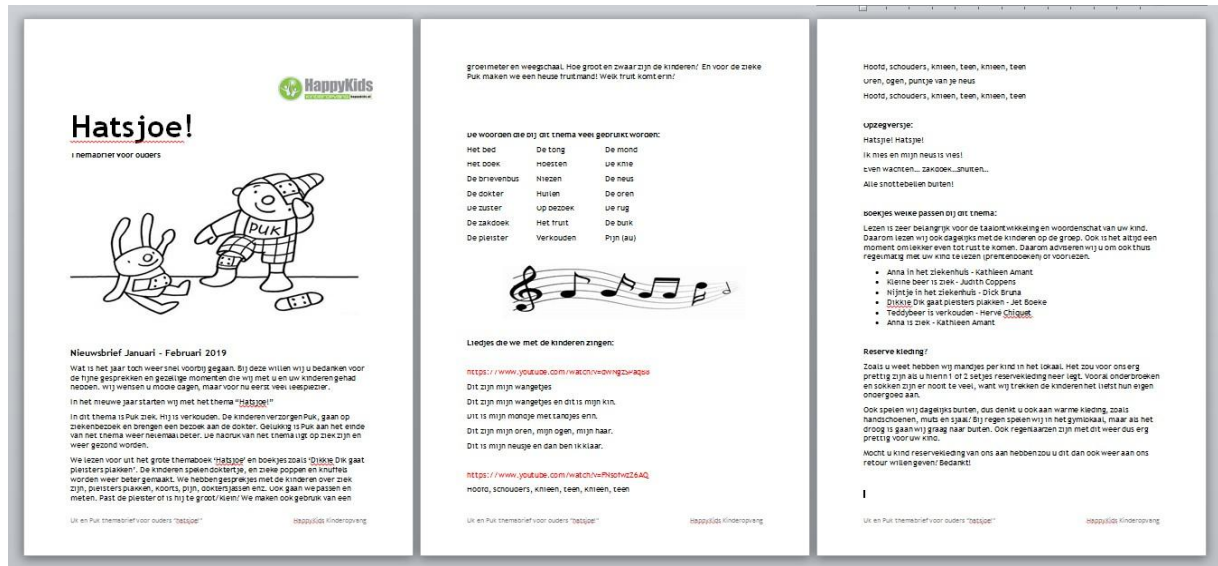 HappyKids
happykids.nl
Hatsjoe!
Themabrief voor ouders
PUK
Nieuwsbrief Januari - Februari 2019
Wat is het jaar toch weer snel voorbij gegaan. Bij deze willen wij u bedanken voor
de fijne gesprekken en gezellige momenten die wij met u en uw kinderen gehad
hebben. Wij wensen u mooie dagen, maar voor nu eerst veel leesplezier.
In het nieuwe jaar starten wij met het thema “Hatsjoe!”
In dit thema is Puk ziek. Hij is verkouden. De kinderen verzorgen Puk, gaan op
ziekenbezoek en brengen een bezoek aan de dokter. Gelukkig is Puk aan het einde
van het thema weer helemaal beter. De nadruk van het thema ligt op ziek zijn en
weer gezond worden.
We lezen voor uit het grote themaboek ‘Hatsjoe’ en boekjes zoals ‘Dikkie Dik gaat
pleisters plakken’. De kinderen spelen doktertje, en zieke poppen en knuffels
worden weer beter gemaakt. We hebben gesprekjes met de kinderen over ziek
zijn, pleisters plakken, koorts, pijn, doktersjassen enz. Ook gaan we passen en
meten. Past de pleister of is hij te groot/klein? We maken ook gebruik van een
Uk en Puk themabrief voor ouders "hatsjoe!" HappyKids Kinderopvang
groeimeter en weegschaal. Hoe groot en zwaar zijn de kinderen? En voor de zieke
Puk maken we een heuse fruitmand! Welk fruit komt erin?
De woorden die bij dit thema veel gebruikt worden:
Het bed De tong De mond
Het boek Hoesten De knie
De brievenbus Niezen De neus
De dokter Huilen De oren
De zuster Op bezoek De rug
De zakdoek Het fruit De buik
De pleister Verkouden Pijn (au)
Liedjes die we met de kinderen zingen:
Dit zijn mijn wangetjes
Dit zijn mijn wangetjes en dit is mijn kin.
Dit is mijn mondje met tandjes erin.
Dit zijn mijn oren, mijn ogen, mijn haar.
Dit is mijn neusje en dan ben ik klaar.
Hoofd, schouders, knieen, teen, knieen, teen
Uk en Puk themabrief voor ouders "hatsjoe!" HappyKids Kinderopvang
Hoofd, schouders, knieen, teen, knieen, teen
Oren, ogen, puntje van je neus
Hoofd, schouders, knieen, teen, knieen, teen
Opzegversje:
Hatsjie! Hatsjie!
Ik nies en mijn neus is vies!
Even wachten... zakdoek...snuiten...
Alle snottebellen buiten!
Boekjes welke passen bij dit thema:
Lezen is zeer belangrijk voor de taalontwikkeling en woordenschat van uw kind.
Daarom lezen wij ook dagelijks met de kinderen op de groep. Ook is het altijd een
moment om lekker even tot rust te komen. Daarom adviseren wij u om ook thuis
regelmatig met uw kind te lezen (prentenboeken) of voorlezen.
• Anna in het ziekenhuis - Kathleen Amant
• Kleine beer is ziek - Judith Coppens
• Nijntje in het ziekenhuis - Dick Bruna
• Dikkie Dik gaat pleisters plakken - Jet Boeke
• Teddybeer is verkouden - Herve Chiquet
• Anna is ziek - Kathleen Amant
Reserve kleding?
Zoals u weet hebben wij mandjes per kind in het lokaal. Het zou voor ons erg
prettig zijn als u hierin 1 of 2 setjes reservekleding neer legt. Vooral onderbroeken
en sokken zijn er nooit te veel, want wij trekken de kinderen het liefst hun eigen
ondergoed aan.
Ook spelen wij dagelijks buiten, dus denkt u ook aan warme kleding, zoals
handschoenen, muts en sjaal? Bij regen spelen wij in het gymlokaal, maar als het
droog is gaan wij graag naar buiten. Ook regenlaarzen zijn met dit weer dus erg
prettig voor uw kind.
Mocht u kind reservekleding van ons aan hebben zou u dit dan ook weer aan ons
retour willen geven? Bedankt!
Uk en Puk themabrief voor ouders "hatsjoe!" HappyKids Kinderopvang